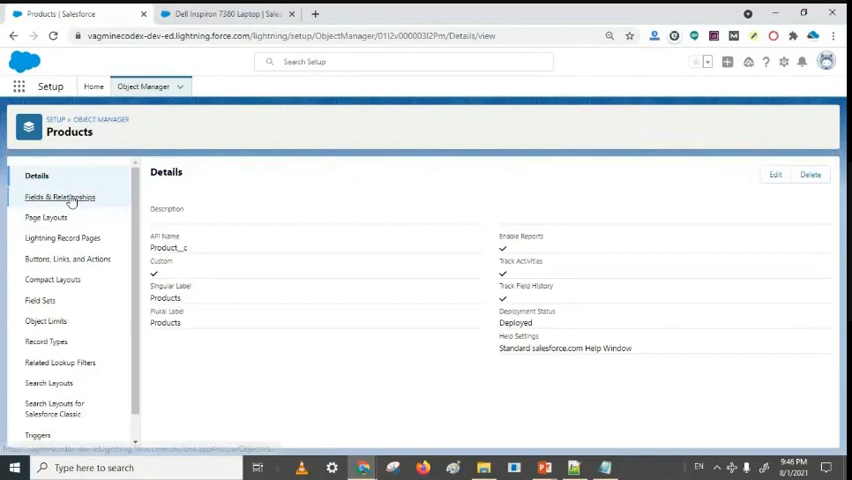 Products | Salesforce
Dell Inspiron 7380 Laptop | Sales
vagminecodex-dev-ed.lightning.force.com/lightning/setup/ObjectManager/01I2v000003I2Pm/Details/view
Search Setup
Setup
Home
Object Manager
SETUP > OBJECT MANAGER
Products
Details
Fields & Relationships
Page Layouts
Lightning Record Pages
Buttons, Links, and Actions
Compact Layouts
Field Sets
Object Limits
Record Types
Related Lookup Filters
Search Layouts
Search Layouts for
Salesforce Classic
Triggers
Details
Edit
Delete
Description
API Name
Product__c
Custom
Singular Label
Products
Plural Label
Products
Enable Reports
Track Activities
Track Field History
Deployment Status
Deployed
Help Settings
Standard salesforce.com Help Window
Type here to search
EN
9:46 PM
8/1/2021